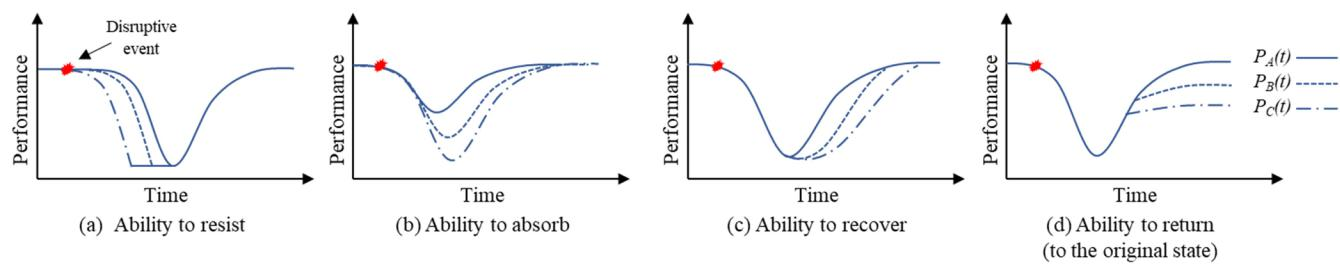 Disruptive
event
Performance
Time
(a) Ability to resist
Performance
Time
(b) Ability to absorb
Performance
Time
(c) Ability to recover
Performance
Time
(d) Ability to return
(to the original state)
P_A(t)
P_B(t)
P_C(t)